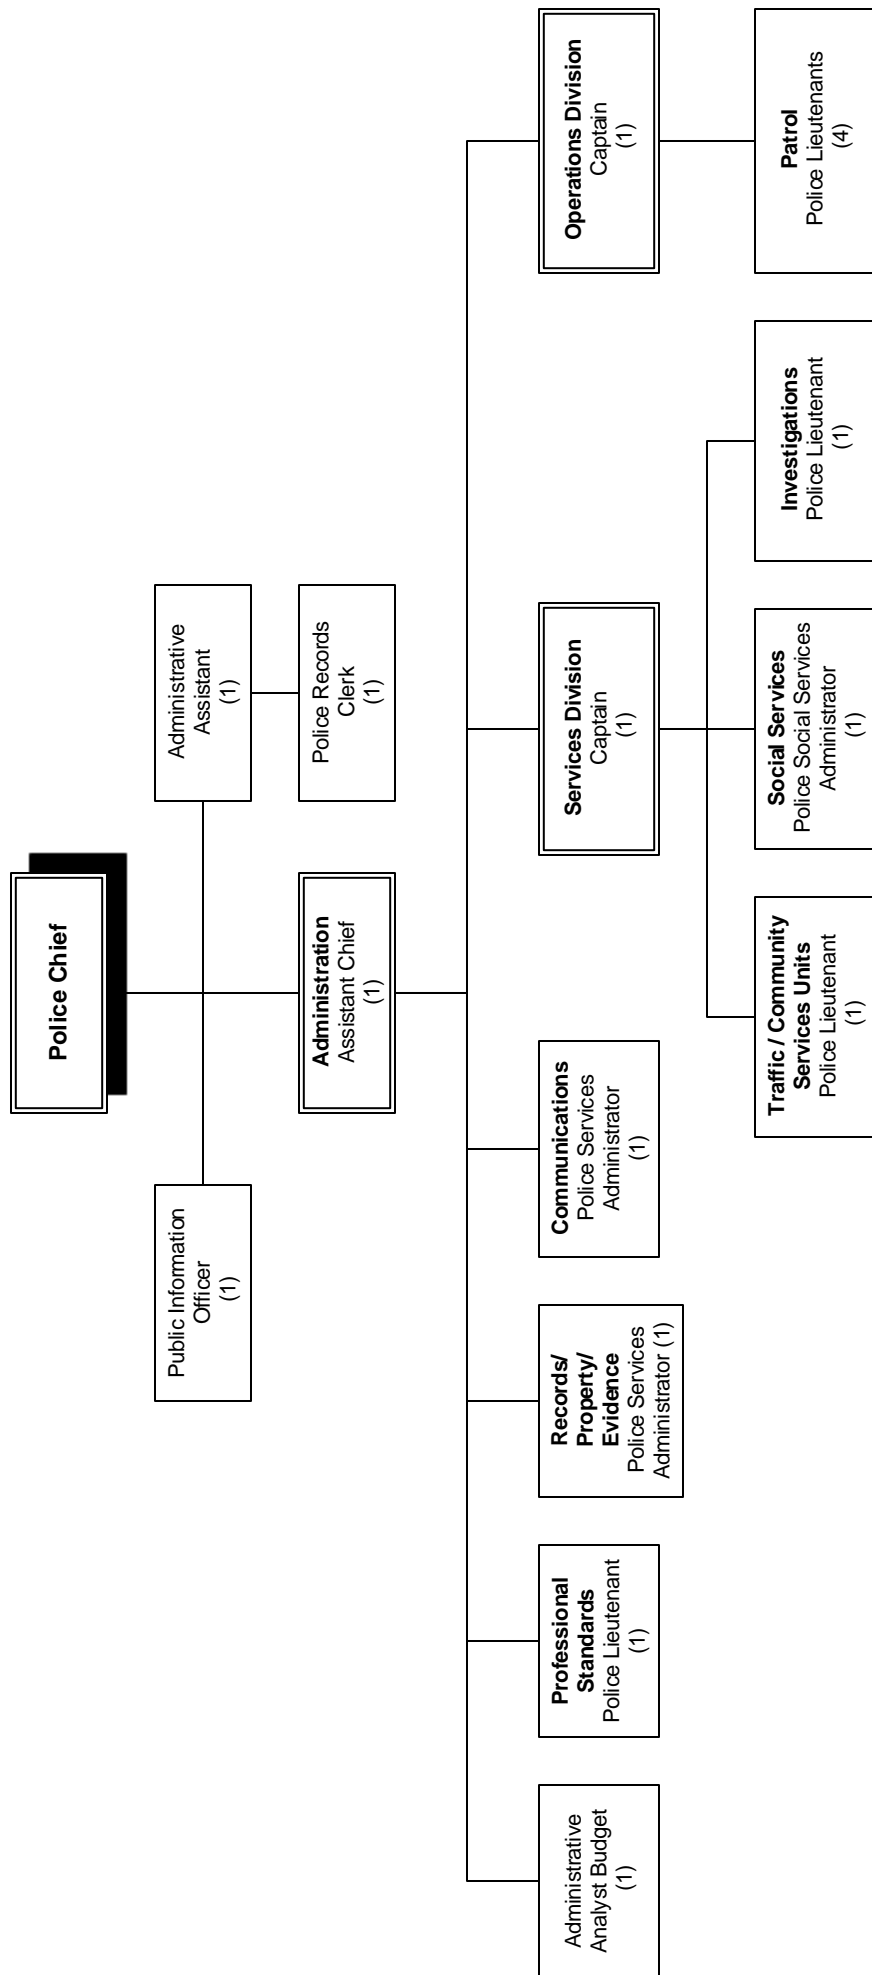 Police Chief
Public Information
Officer
(1)
Administrative
Assistant
(1)
Administration
Assistant Chief
(1)
Police Records
Clerk
(1)
Administrative
Analyst Budget
(1)
Professional
Standards
Police Lieutenant
(1)
Records/
Property/
Evidence
Police Services
Administrator (1)
Communications
Police Services
Administrator
(1)
Services Division
Captain
(1)
Operations Division
Captain
(1)
Traffic / Community
Services Units
Police Lieutenant
(1)
Social Services
Police Social Services
Administrator
(1)
Investigations
Police Lieutenant
(1)
Patrol
Police Lieutenants
(4)